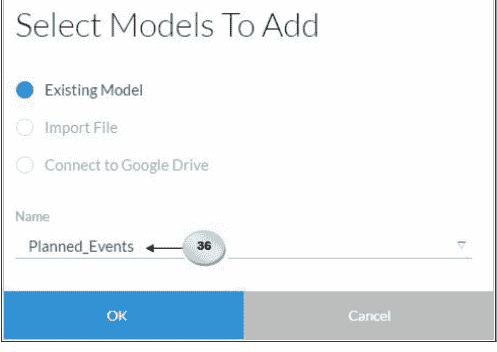 Select Models To Add
Existing Model
Import File
Connect to Google Drive
Name
Planned_Events 36
OK Cancel